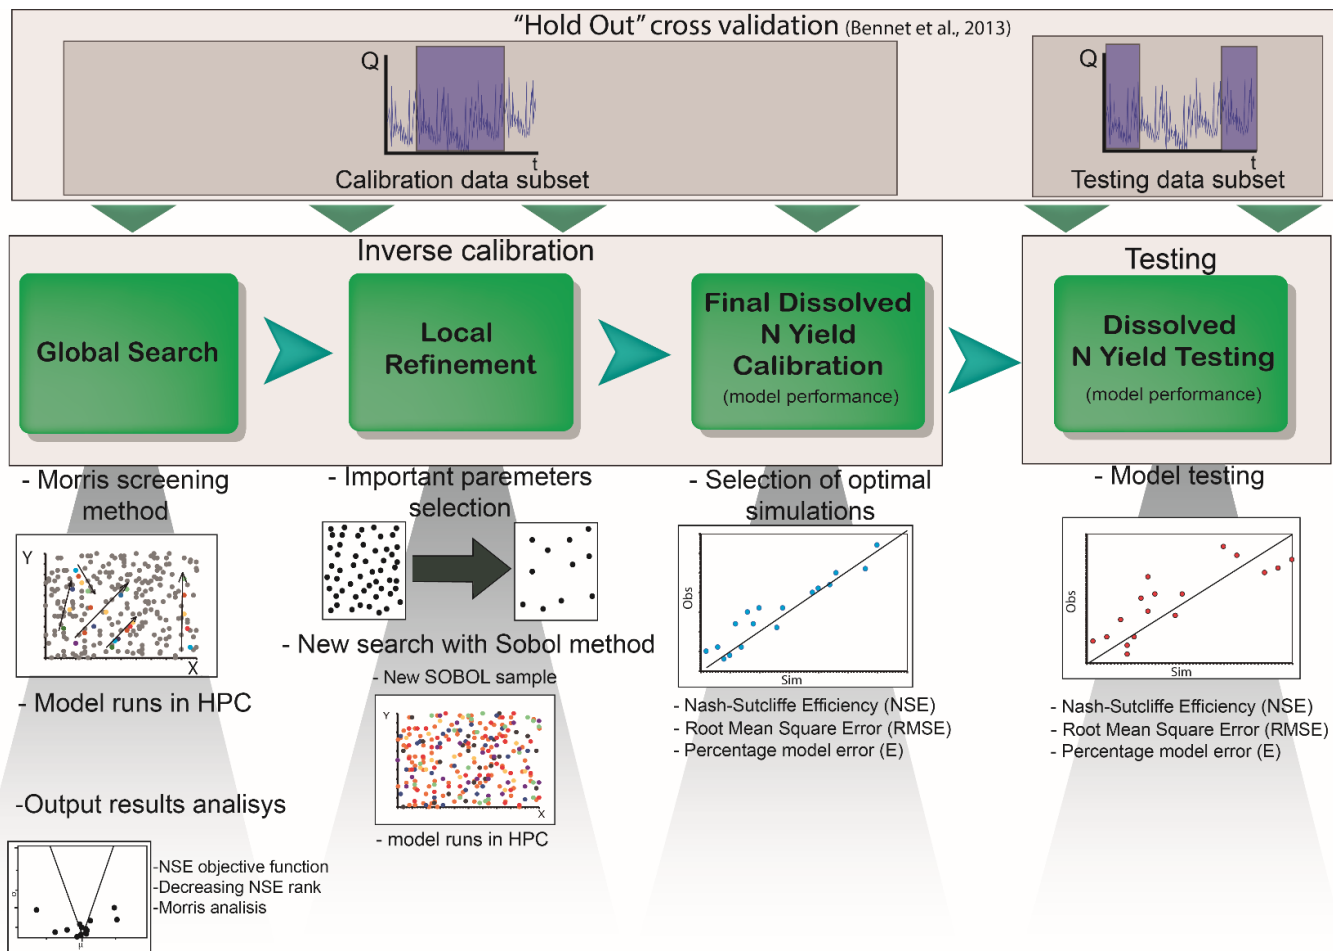 “Hold Out” cross validation (Bennet et al., 2013)
Q
t
Calibration data subset
Q
t
Testing data subset
Inverse calibration
Global Search
Local
Refinement
Final Dissolved
N Yield
Calibration
(model performance)
Testing
Dissolved
N Yield Testing
(model performance)
- Morris screening
method
Y
X
- Model runs in HPC
-Output results analisys
σ
μ
-NSE objective function
-Decreasing NSE rank
-Morris analisis
- Important paremeters
selection
- New search with Sobol method
- New SOBOL sample
Y
X
- model runs in HPC
- Selection of optimal
simulations
Obs
Sim
- Nash-Sutcliffe Efficiency (NSE)
- Root Mean Square Error (RMSE)
- Percentage model error (E)
- Model testing
Obs
Sim
- Nash-Sutcliffe Efficiency (NSE)
- Root Mean Square Error (RMSE)
- Percentage model error (E)